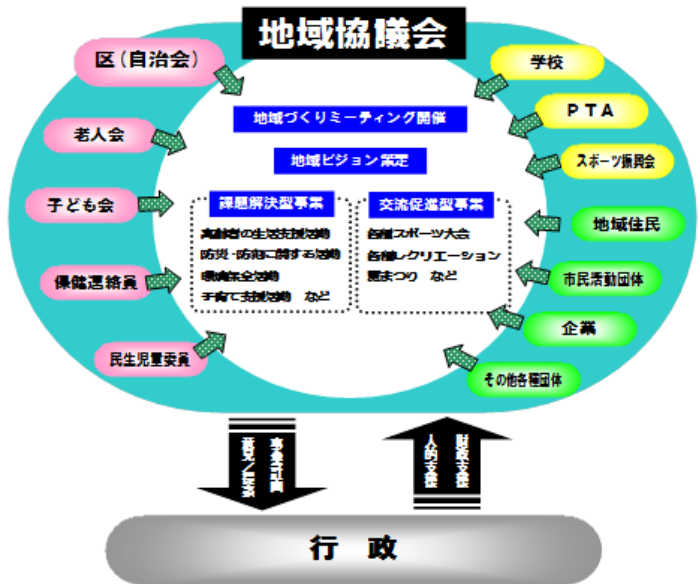 地域協議会
区(自治会)
老人会
子ども会
保健連絡員
民生児童委員
学校
PTA
スポーツ振興会
地域住民
市民活動団体
企業
その他各種団体
地域づくりミーティング開催
地域ビジョン策定
課題解決型事業
高齢者の生活支援活動
防災・防犯に関する活動
環境保全活動
子育て支援活動 など
交流促進型事業
各種スポーツ大会
各種レクリエーション
夏まつり など
事業計画
意見/提案
財政支援
人的支援
行 政